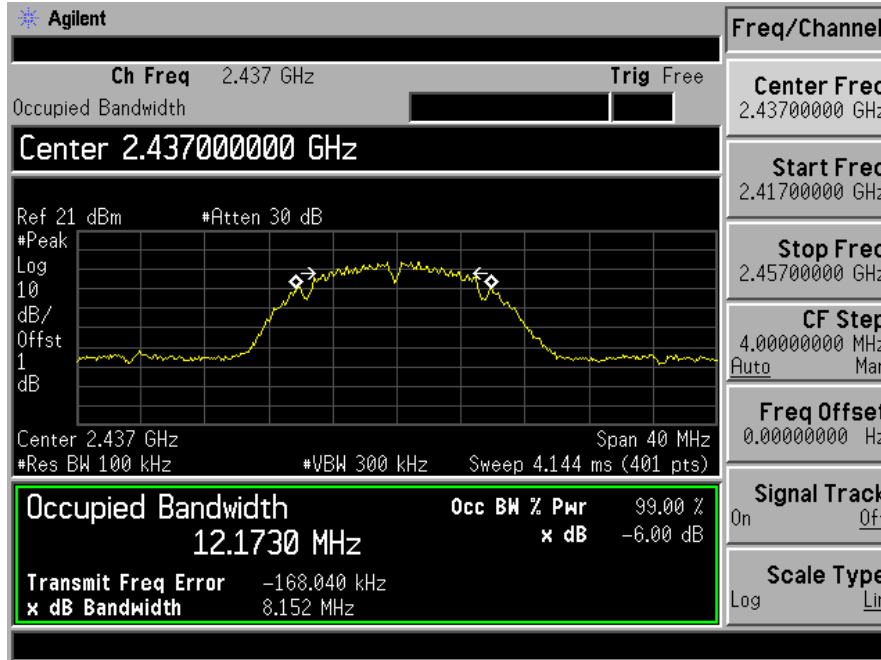 Agilent
Freq/Channel
Ch Freq 2.437 GHz Trig Free
Occupied Bandwidth
Center 2.437000000 GHz
Ref 21 dBm #Atten 30 dB
#Peak
Log
10
dB/
Offst
1
dB
Center 2.437 GHz Span 40 MHz
#Res BW 100 kHz #VBW 300 kHz Sweep 4.144 ms (401 pts)
Occupied Bandwidth
12.1730 MHz
Occ BW % Pwr 99.00 %
x dB -6.00 dB
Transmit Freq Error -168.040 kHz
x dB Bandwidth 8.152 MHz
Center Freq
2.43700000 GHz
Start Freq
2.41700000 GHz
Stop Freq
2.45700000 GHz
CF Step
4.00000000 MHz
Auto Man
Freq Offset
0.00000000 Hz
Signal Track
On Off
Scale Type
Log Lin